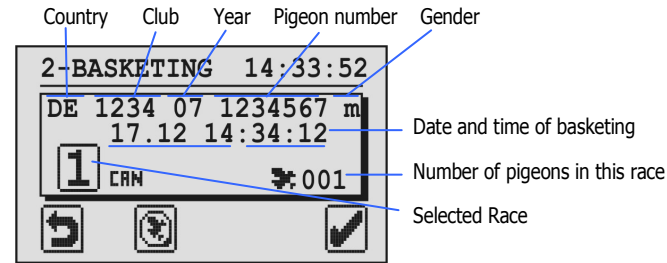 Country Club Year Pigeon number Gender
2-BASKETING 14:33:52
DE 1234 07 1234567 m
17.12 14:34:12
Date and time of basketing
1 CAN 001
Number of pigeons in this race
Selected Race